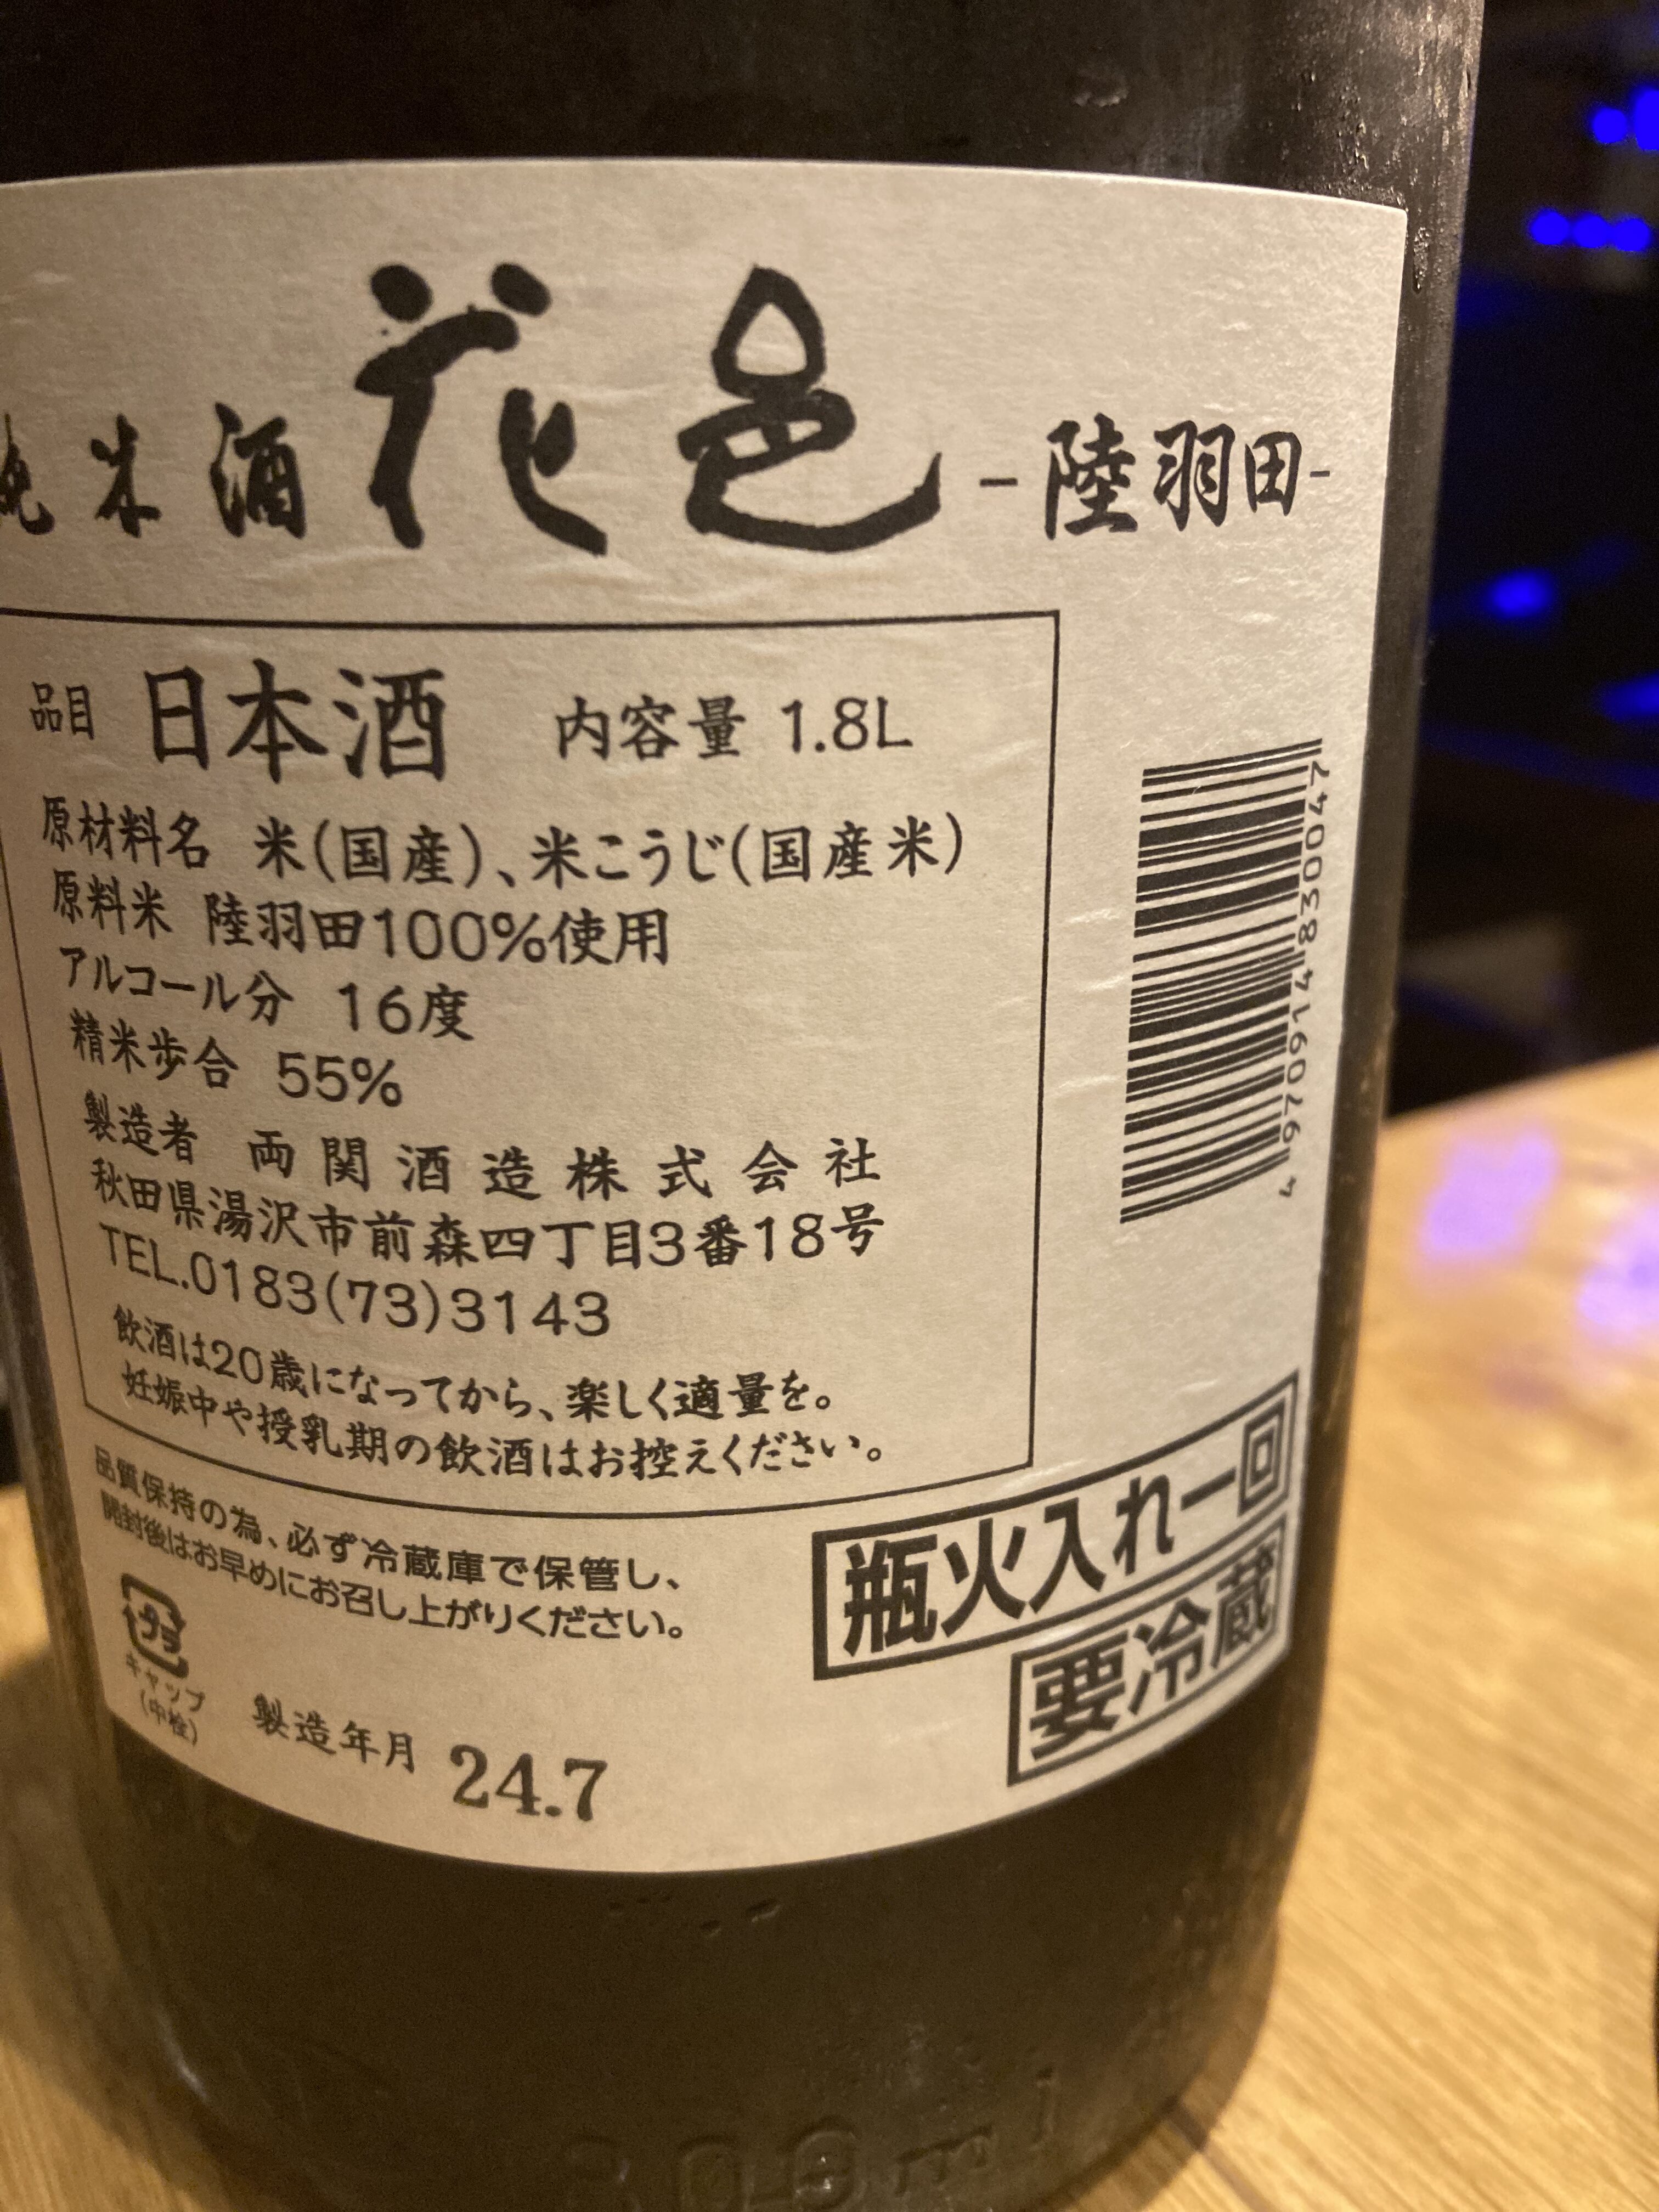 純米酒 花邑 -陸羽田-
品目 日本酒 内容量 1.8L
原材料名 米(国産)、米こうじ(国産米)
原料米 陸羽田100%使用
アルコール分 16度
精米歩合 55%
製造者 両関酒造株式会社
秋田県湯沢市前森四丁目3番18号
TEL.0183(73)3143
飲酒は20歳になってから、楽しく適量を。
妊娠中や授乳期の飲酒はお控えください。
4970914830047
品質保持の為、必ず冷蔵庫で保管し、
開封後はお早めにお召し上がりください。
瓶火入れ一回
要冷蔵
プラ
キャップ
(中栓)
製造年月 24.7